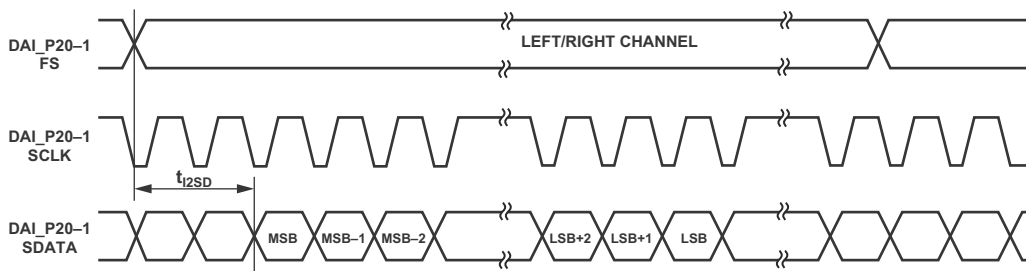 DAI_P20–1
FS
LEFT/RIGHT CHANNEL
DAI_P20–1
SCLK
tI2SD
DAI_P20–1
SDATA
MSB
MSB–1
MSB–2
LSB+2
LSB+1
LSB